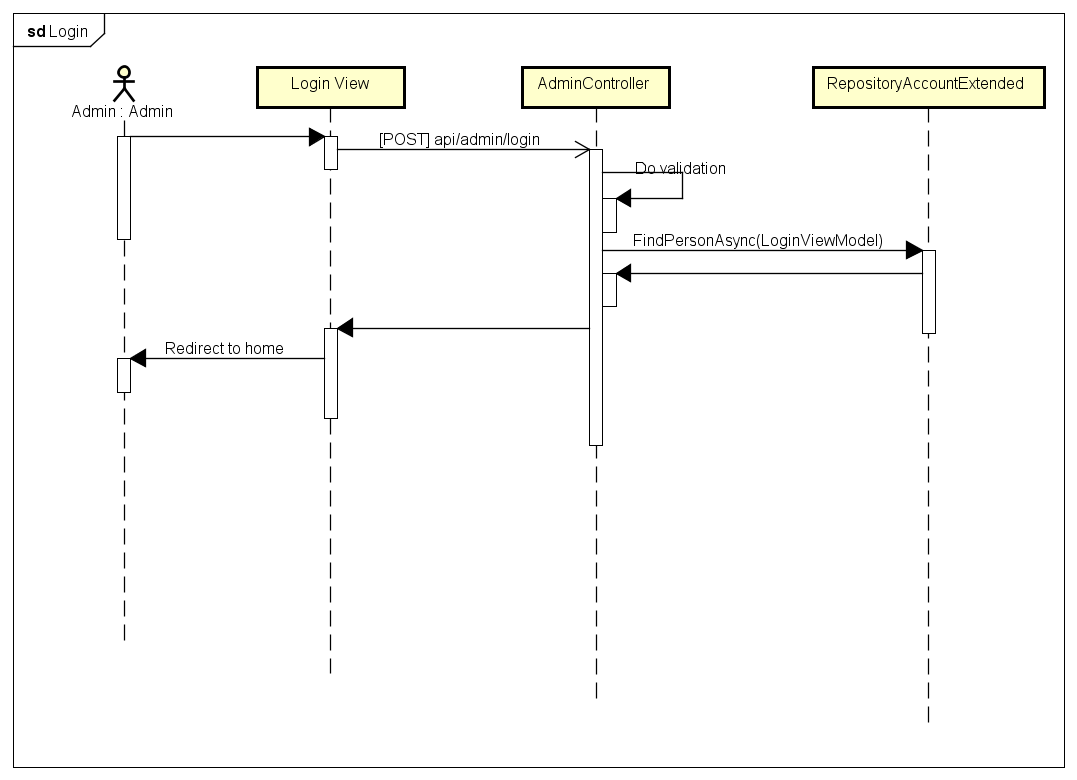 sd Login
Admin : Admin
Login View
AdminController
RepositoryAccountExtended
[POST] api/admin/login
Do validation
FindPersonAsync(LoginViewModel)
Redirect to home